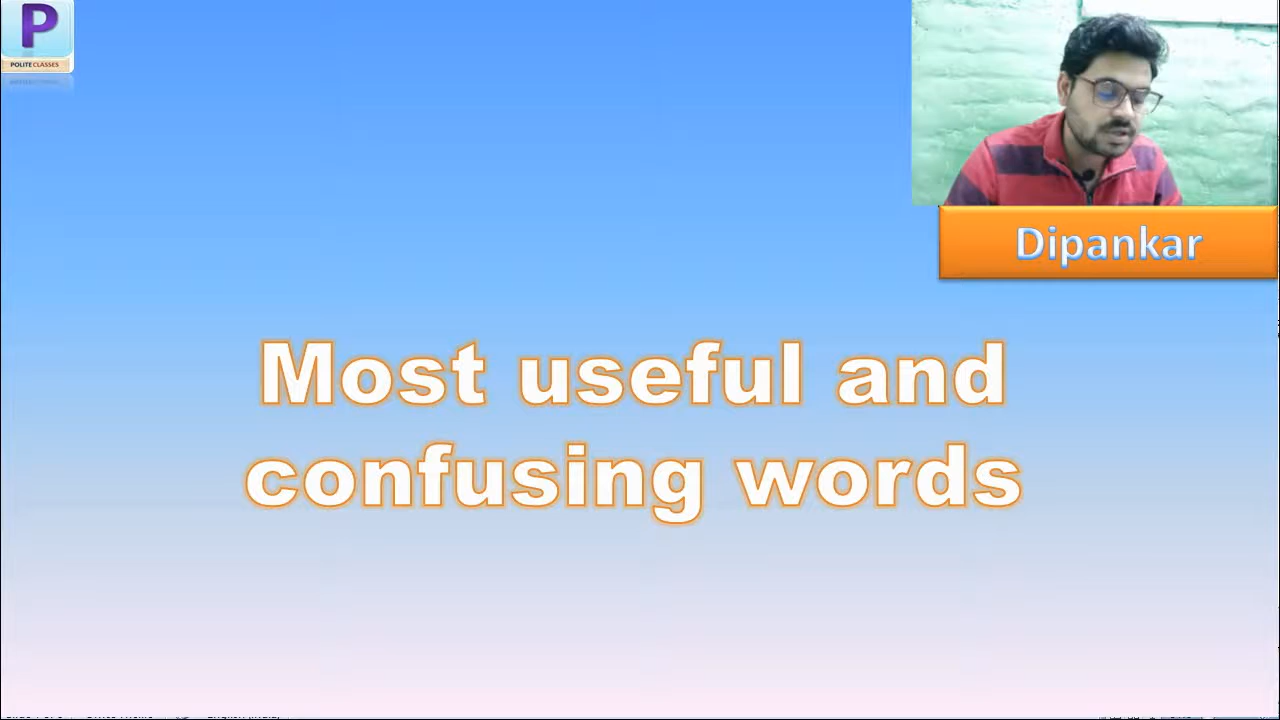 P
POLITE CLASSES
Dipankar
Most useful and
confusing words